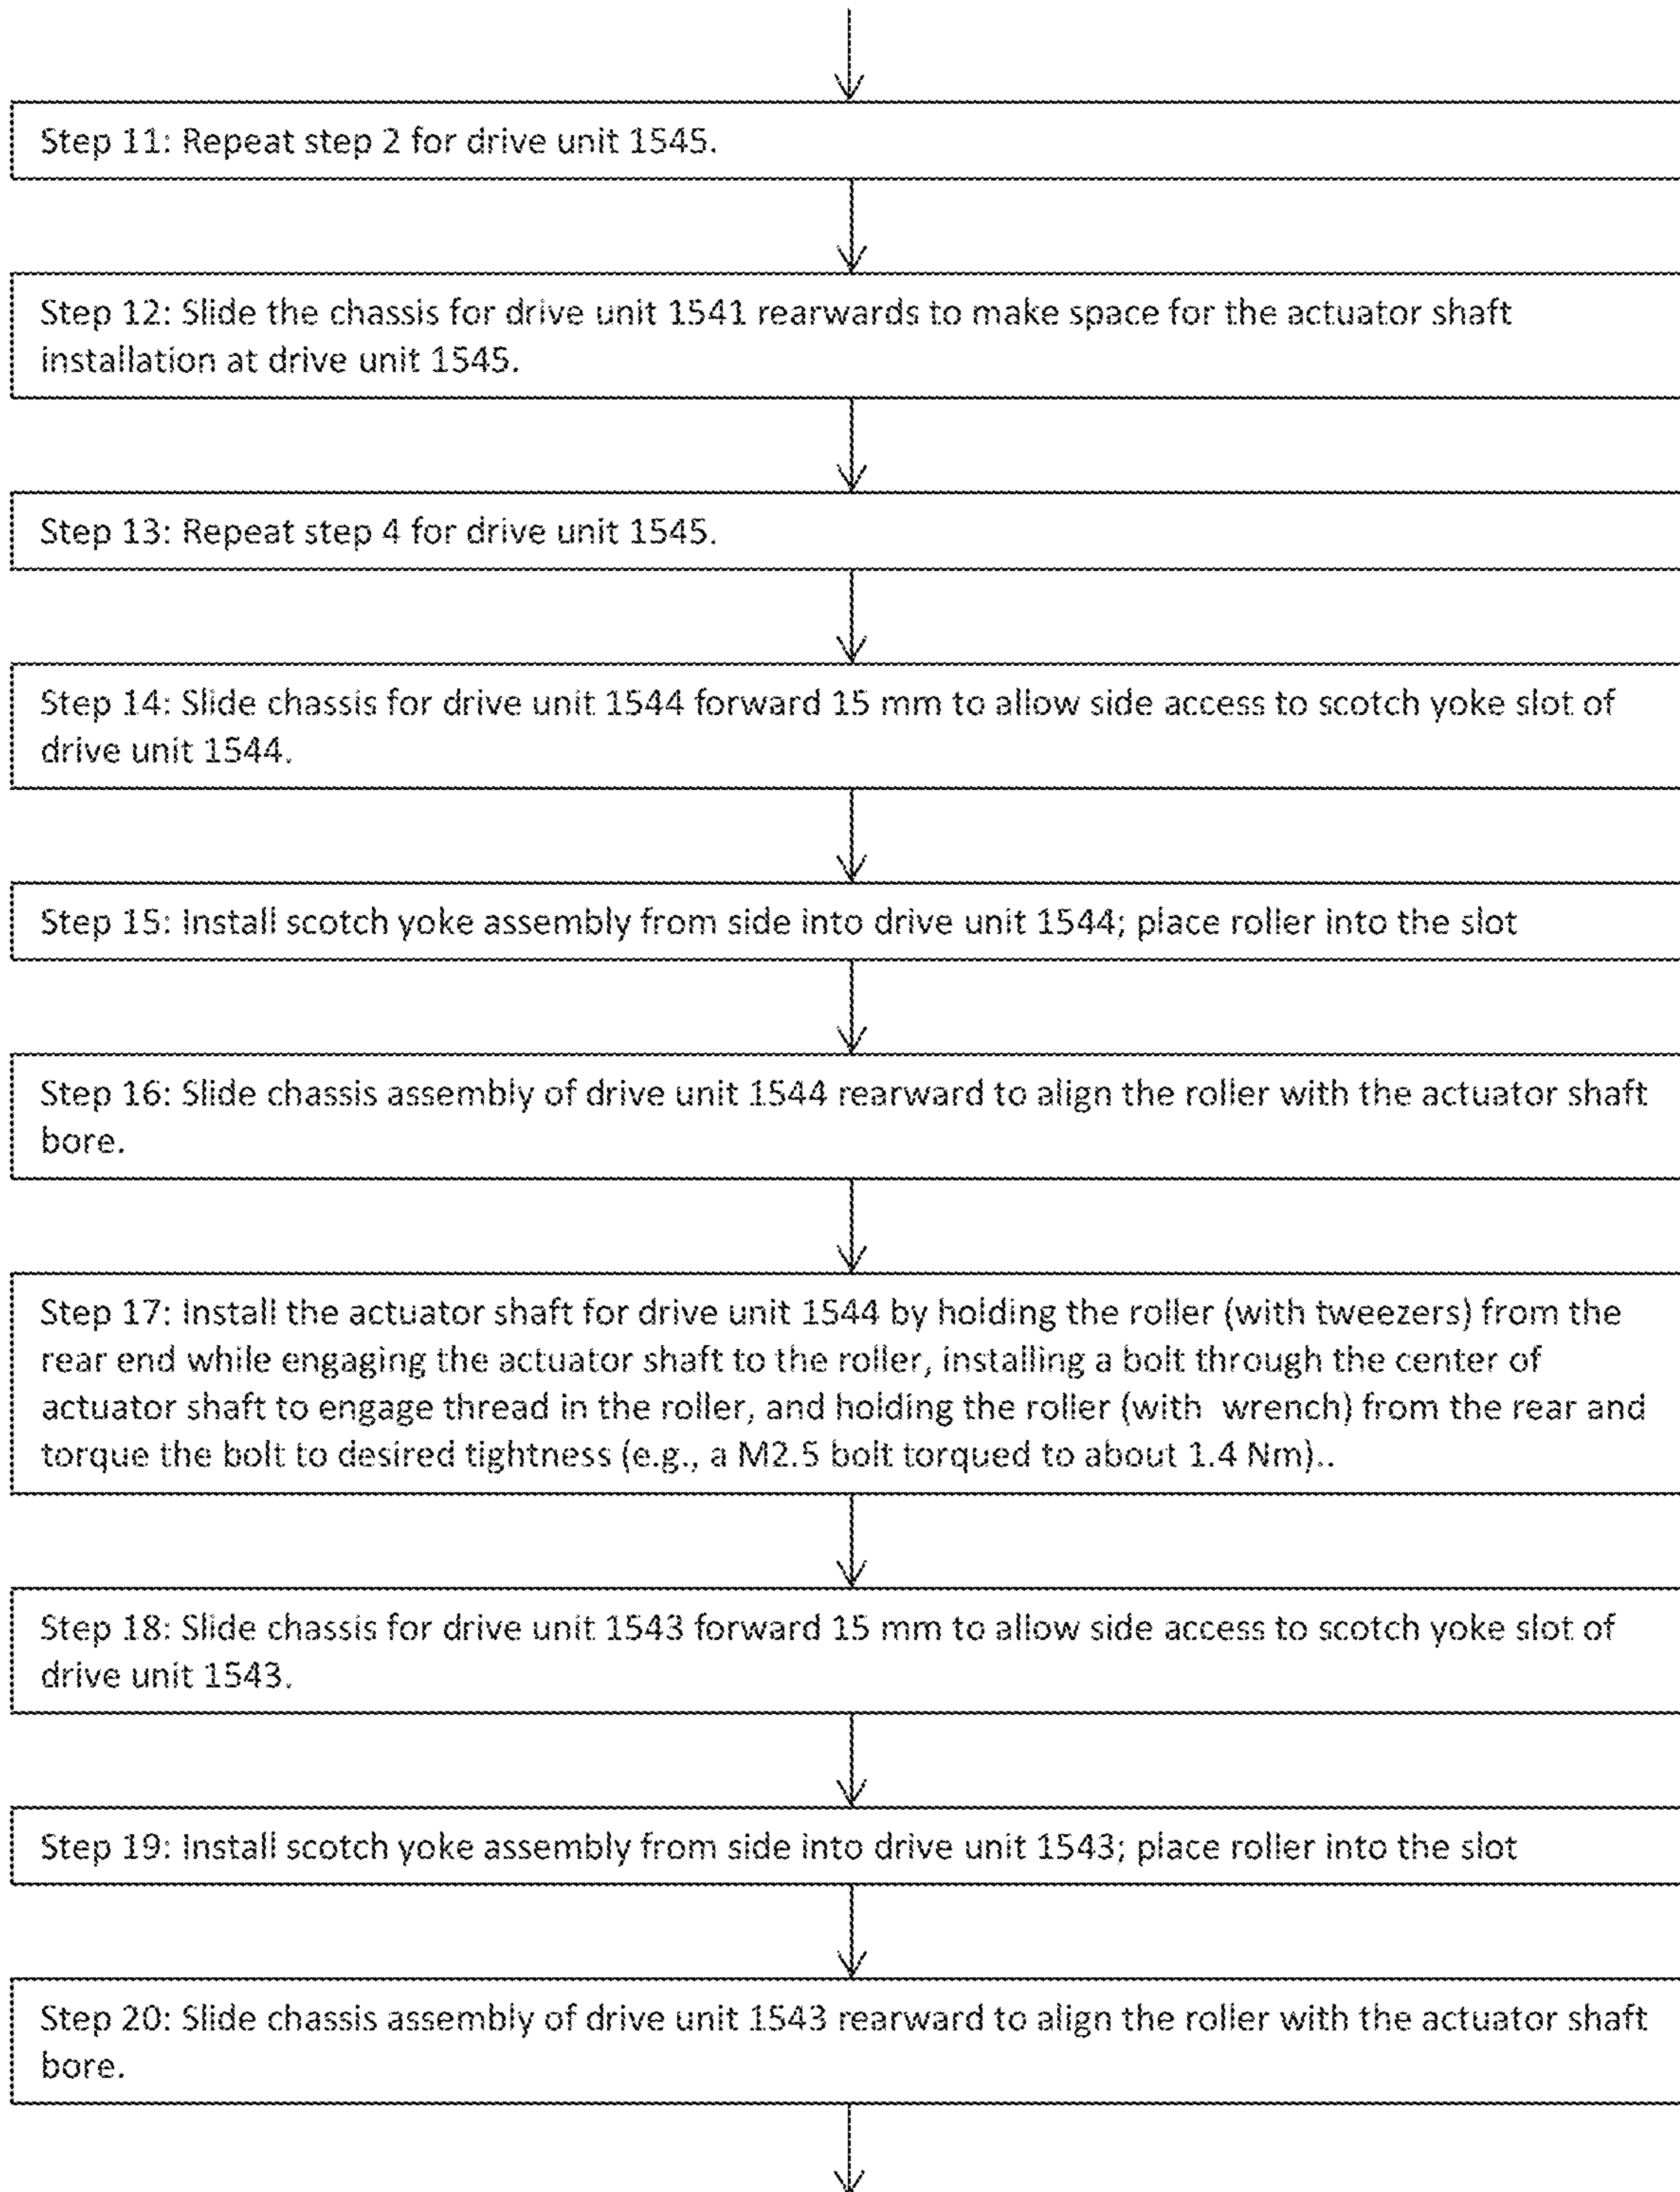 Step 11: Repeat step 2 for drive unit 1545.
Step 12: Slide the chassis for drive unit 1541 rearwards to make space for the actuator shaft
installation at drive unit 1545.
Step 13: Repeat step 4 for drive unit 1545.
Step 14: Slide chassis for drive unit 1544 forward 15 mm to allow side access to scotch yoke slot of
drive unit 1544.
Step 15: Install scotch yoke assembly from side into drive unit 1544; place roller into the slot
Step 16: Slide chassis assembly of drive unit 1544 rearward to align the roller with the actuator shaft
bore.
Step 17: Install the actuator shaft for drive unit 1544 by holding the roller (with tweezers) from the
rear end while engaging the actuator shaft to the roller, installing a bolt through the center of
actuator shaft to engage thread in the roller, and holding the roller (with  wrench) from the rear and
torque the bolt to desired tightness (e.g., a M2.5 bolt torqued to about 1.4 Nm)..
Step 18: Slide chassis for drive unit 1543 forward 15 mm to allow side access to scotch yoke slot of
drive unit 1543.
Step 19: Install scotch yoke assembly from side into drive unit 1543; place roller into the slot
Step 20: Slide chassis assembly of drive unit 1543 rearward to align the roller with the actuator shaft
bore.